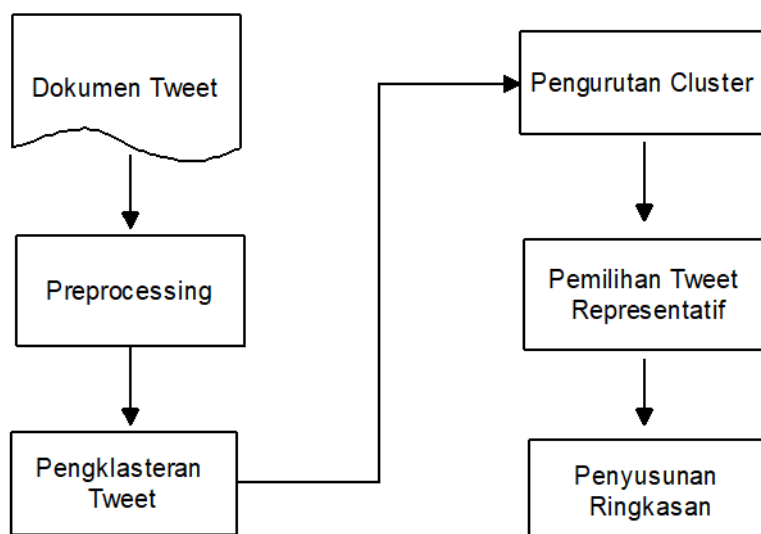 Dokumen Tweet
Preprocessing
Pengklasteran
Tweet
Pengurutan Cluster
Pemilihan Tweet
Representatif
Penyusunan
Ringkasan